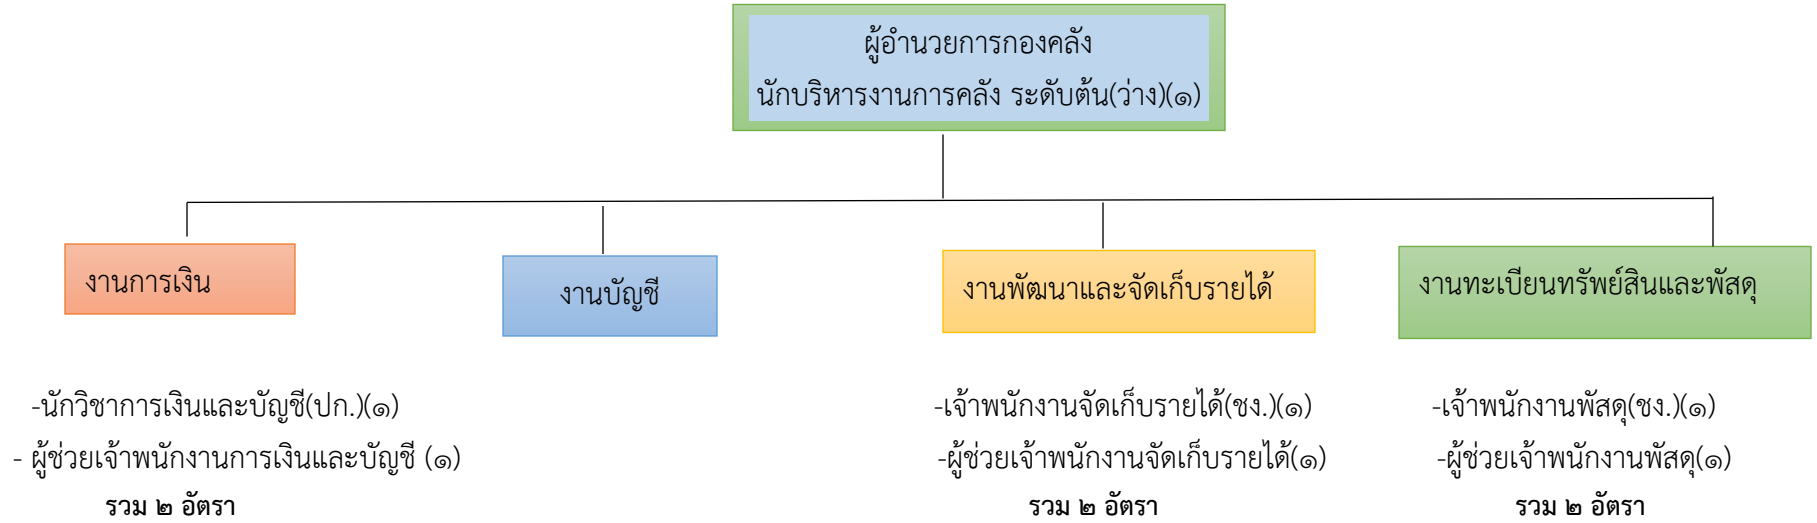 ผู้อำนวยการกองคลัง
นักบริหารงานการคลัง ระดับต้น(ว่าง)(๑)
งานการเงิน
งานบัญชี
งานพัฒนาและจัดเก็บรายได้
งานทะเบียนทรัพย์สินและพัสดุ
-นักวิชาการเงินและบัญชี(ปก.)(๑)
- ผู้ช่วยเจ้าพนักงานการเงินและบัญชี (๑)
รวม ๒ อัตรา
-เจ้าพนักงานจัดเก็บรายได้(ชง.)(๑)
-ผู้ช่วยเจ้าพนักงานจัดเก็บรายได้(๑)
รวม ๒ อัตรา
-เจ้าพนักงานพัสดุ(ชง.)(๑)
-ผู้ช่วยเจ้าพนักงานพัสดุ(๑)
รวม ๒ อัตรา